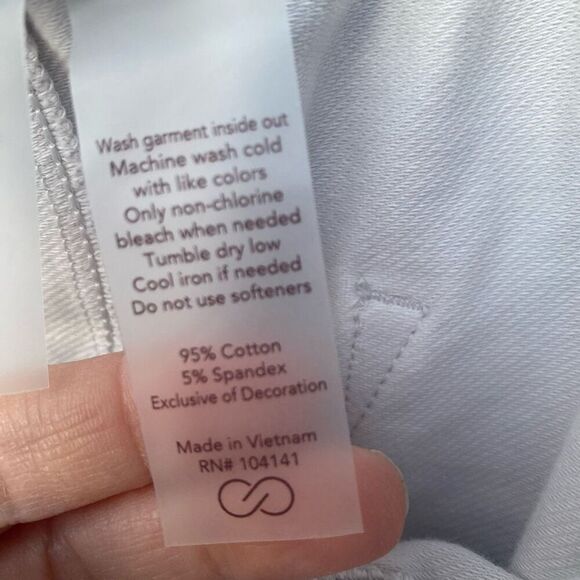 Wash garment inside out
Machine wash cold
with like colors
Only non-chlorine
bleach when needed
Tumble dry low
Cool iron if needed
Do not use softeners
95% Cotton
5% Spandex
Exclusive of Decoration
Made in Vietnam
RN# 104141